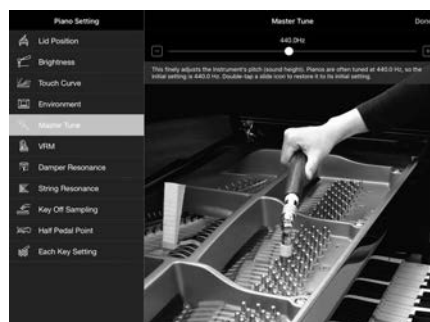 Piano Setting
Master Tune
Done
Lid Position
Brightness
Touch Curve
Environment
Master Tune
VRM
Damper Resonance
String Resonance
Key Off Sampling
Half Pedal Point
Each Key Setting
440.0Hz
This finely adjusts the instrument's pitch (sound height). Pianos are often tuned at 440.0 Hz, so the
initial setting is 440.0 Hz. Double-tap a slide icon to restore it to its initial setting.